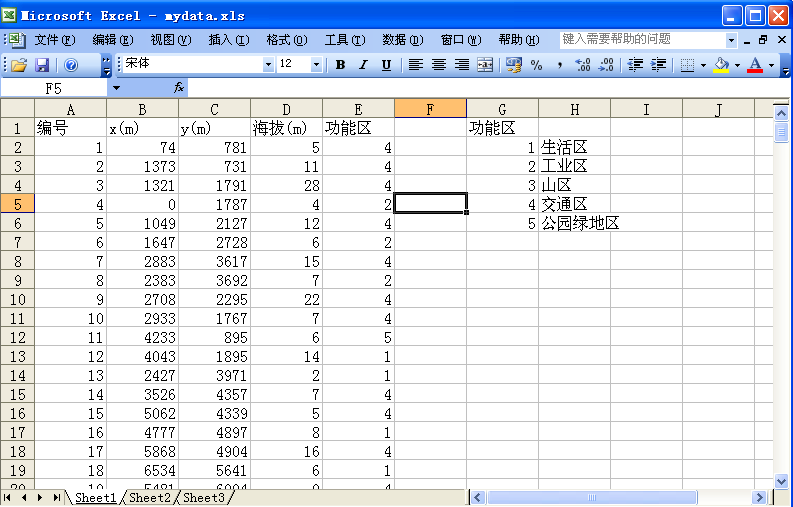 Microsoft Excel - mydata.xls
文件(F) 编辑(E) 视图(V) 插入(I) 格式(O) 工具(T) 数据(D) 窗口(W) 帮助(H) 键入需要帮助的问题
宋体 12 B I U % , A
F5 fx
A B C D E F G H I J
1 编号 x(m) y(m) 海拔(m) 功能区 功能区
2 1 74 781 5 4 1 生活区
3 2 1373 731 11 4 2 工业区
4 3 1321 1791 28 4 3 山区
5 4 0 1787 4 2 4 交通区
6 5 1049 2127 12 4 5 公园绿地区
7 6 1647 2728 6 2
8 7 2883 3617 15 4
9 8 2383 3692 7 2
10 9 2708 2295 22 4
11 10 2933 1767 7 4
12 11 4233 895 6 5
13 12 4043 1895 14 1
14 13 2427 3971 2 1
15 14 3526 4357 7 4
16 15 5062 4339 5 4
17 16 4777 4897 8 1
18 17 5868 4904 16 4
19 18 6534 5641 6 1
Sheet1 Sheet2 Sheet3